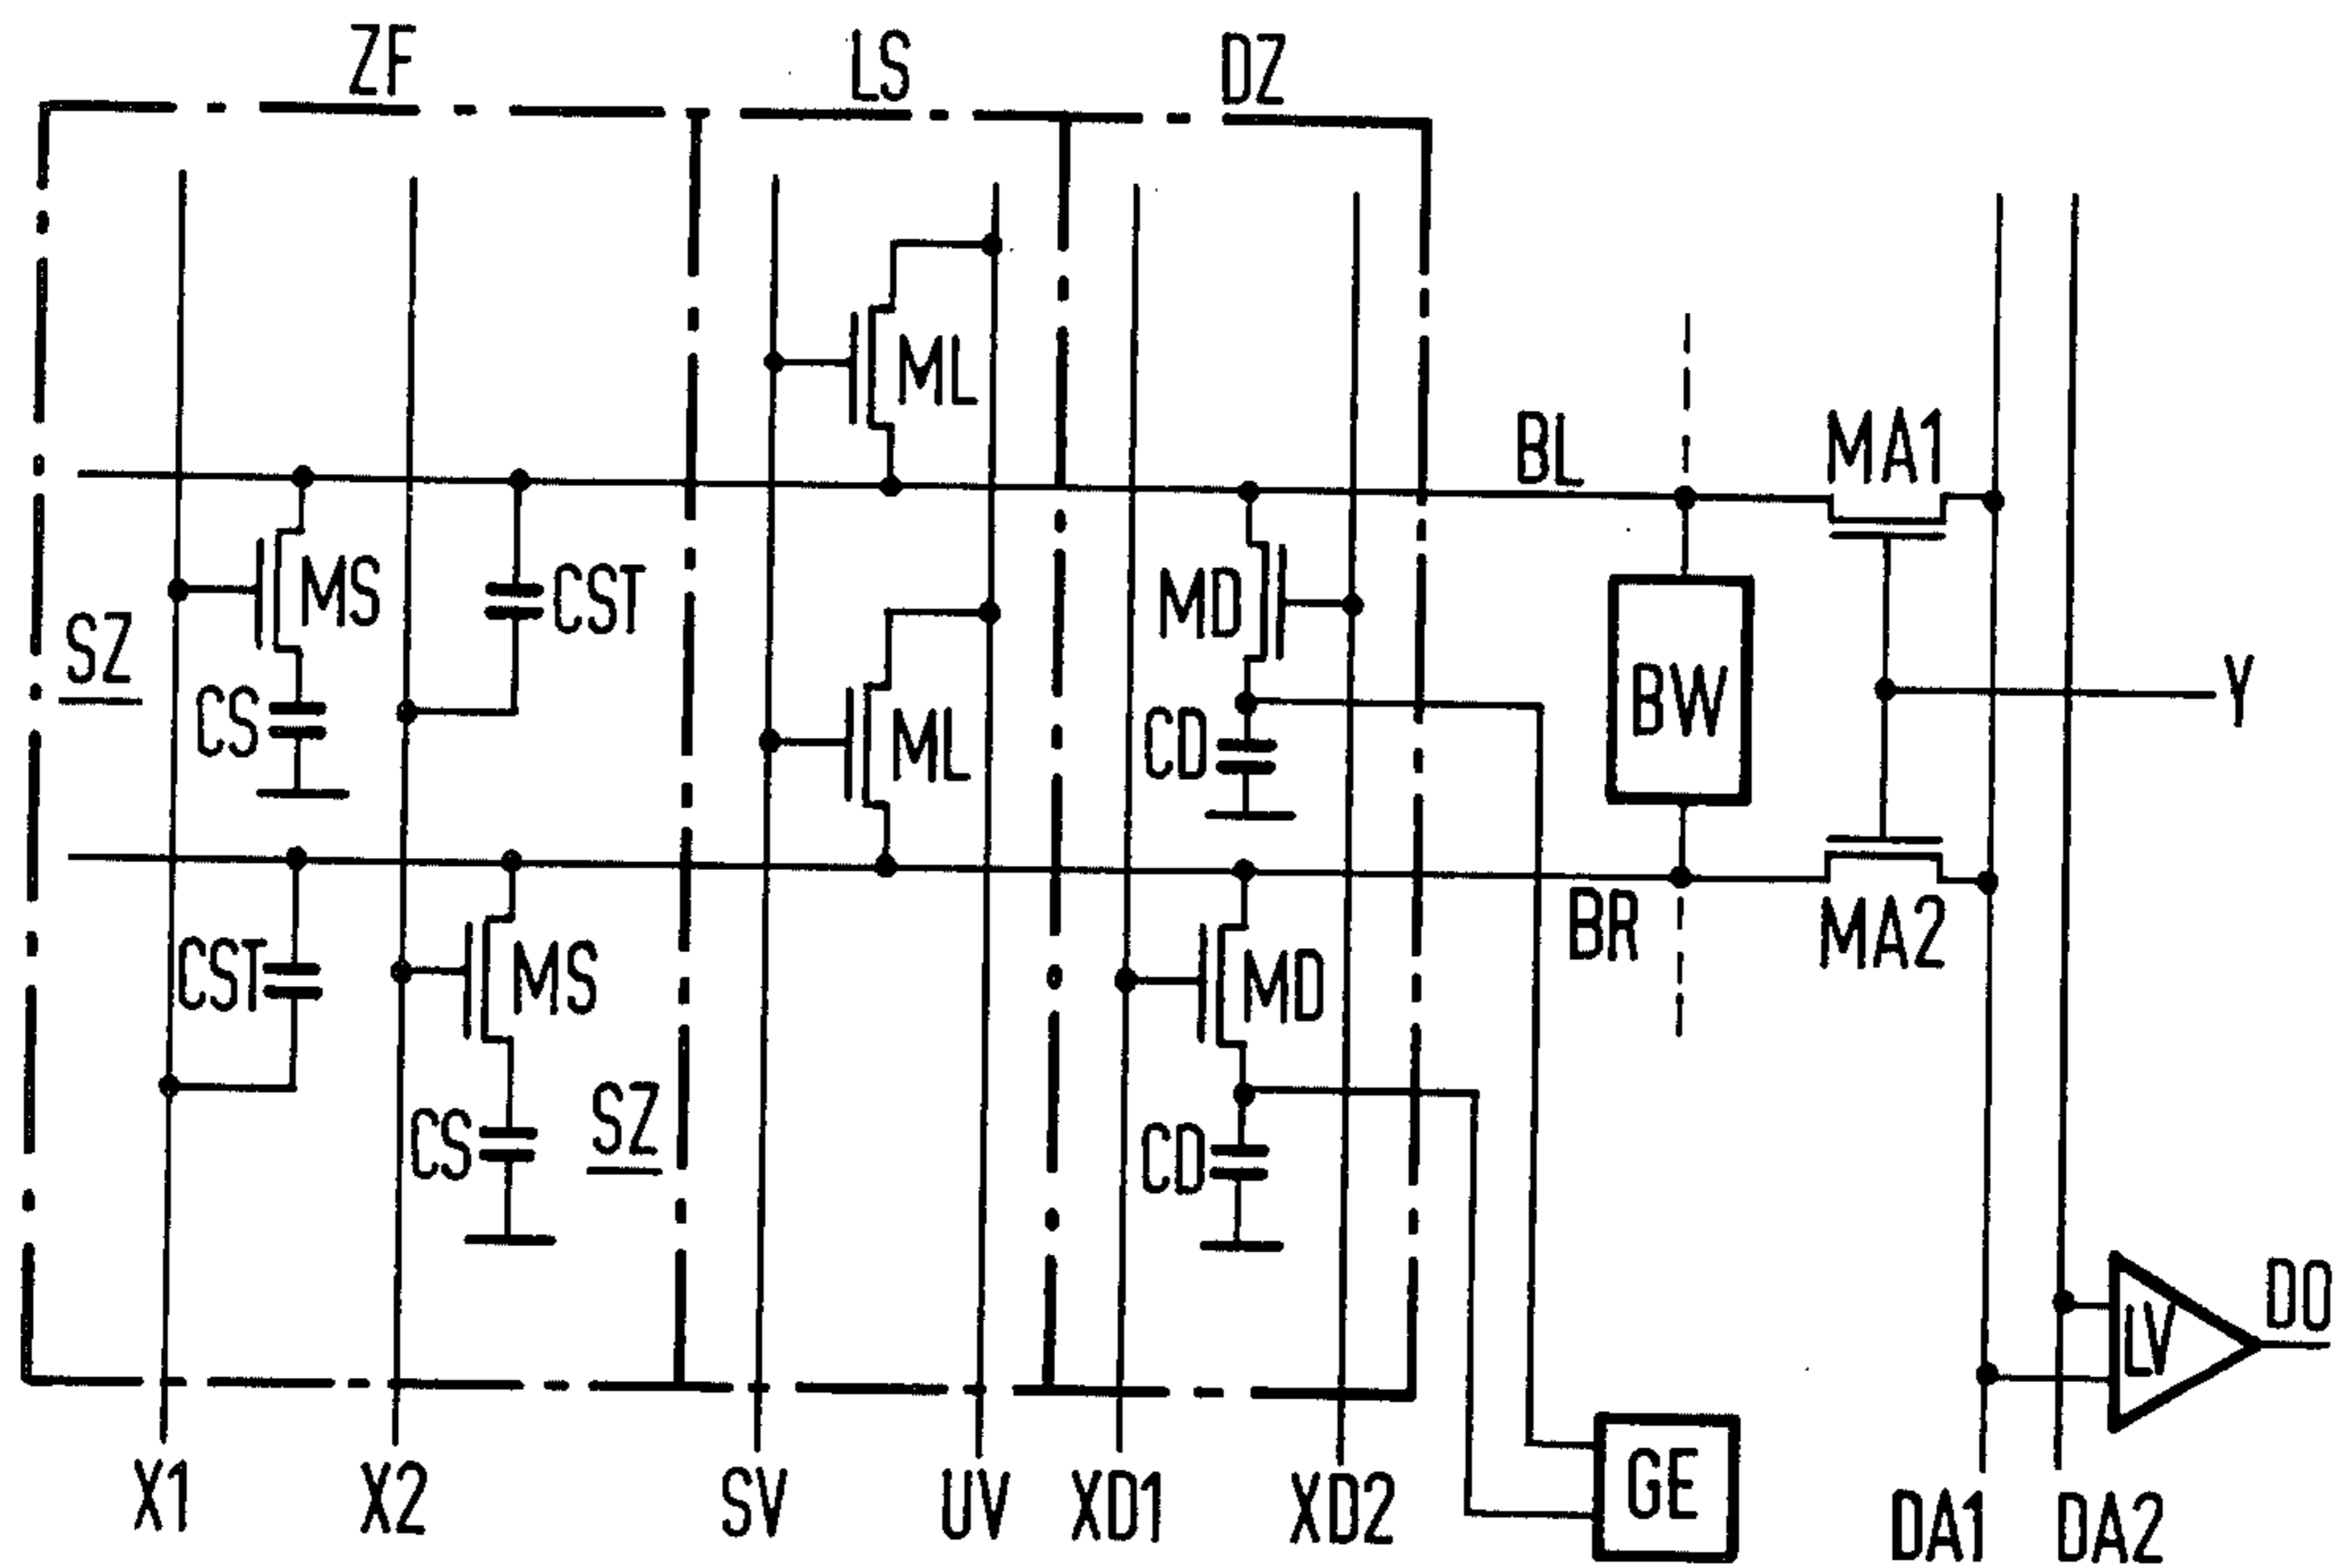 ZF
LS
DZ
ML
BL
MA1
MS
CST
MD
SZ
CS
ML
CD
BW
Y
BR
MA2
CST
MS
MD
CS
SZ
CD
LV
DO
GE
X1
X2
SV
UV
XD1
XD2
DA1
DA2